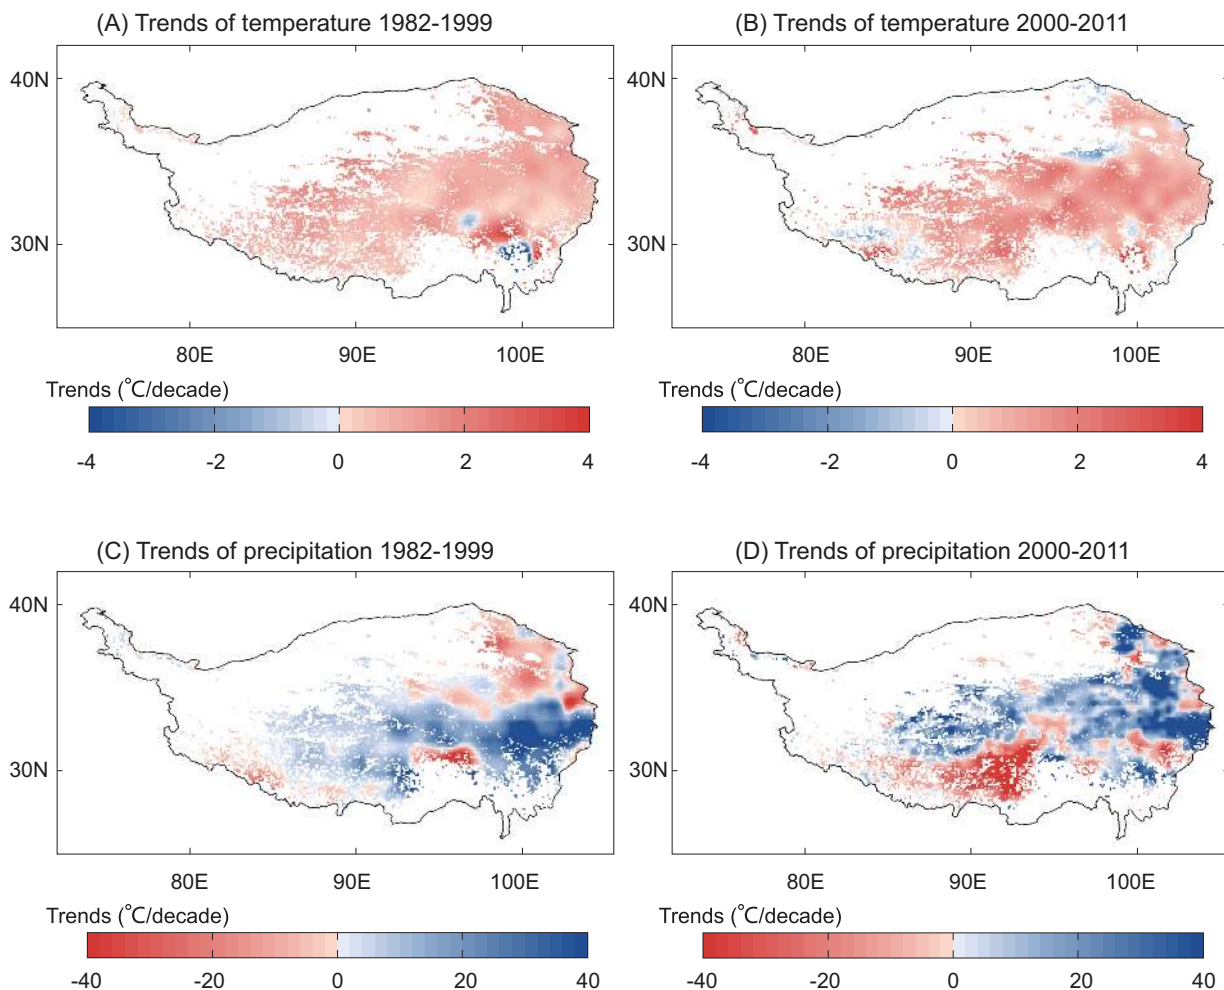 (A) Trends of temperature 1982-1999
(B) Trends of temperature 2000-2011
40N
30N
80E 90E 100E
Trends (℃/decade)
-4 -2 0 2 4
40N
30N
80E 90E 100E
Trends (℃/decade)
-4 -2 0 2 4
(C) Trends of precipitation 1982-1999
(D) Trends of precipitation 2000-2011
40N
30N
80E 90E 100E
Trends (℃/decade)
-40 -20 0 20 40
40N
30N
80E 90E 100E
Trends (℃/decade)
-40 -20 0 20 40